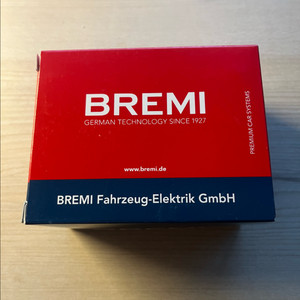 BREMI
GERMAN TECHNOLOGY SINCE 1927
PREMIUM CAR SYSTEMS
www.bremi.de
BREMI Fahrzeug-Elektrik GmbH